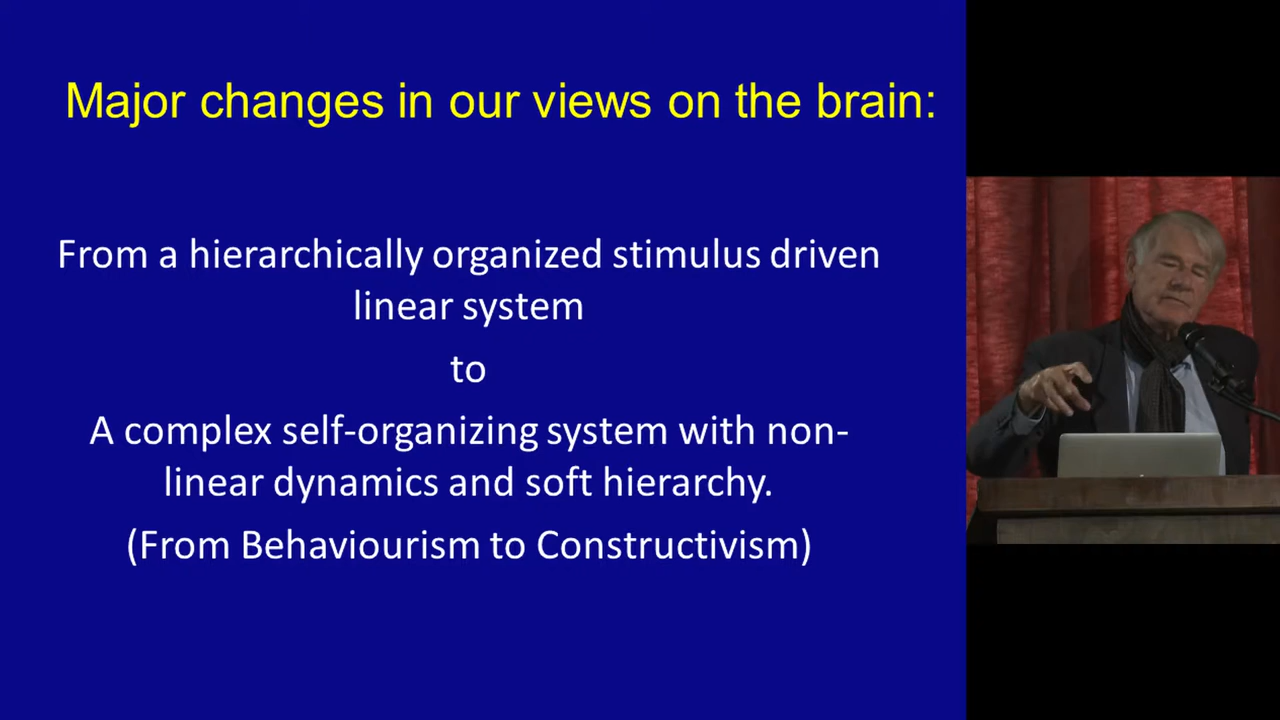 Major changes in our views on the brain:
From a hierarchically organized stimulus driven
linear system
to
A complex self-organizing system with non-
linear dynamics and soft hierarchy.
(From Behaviourism to Constructivism)